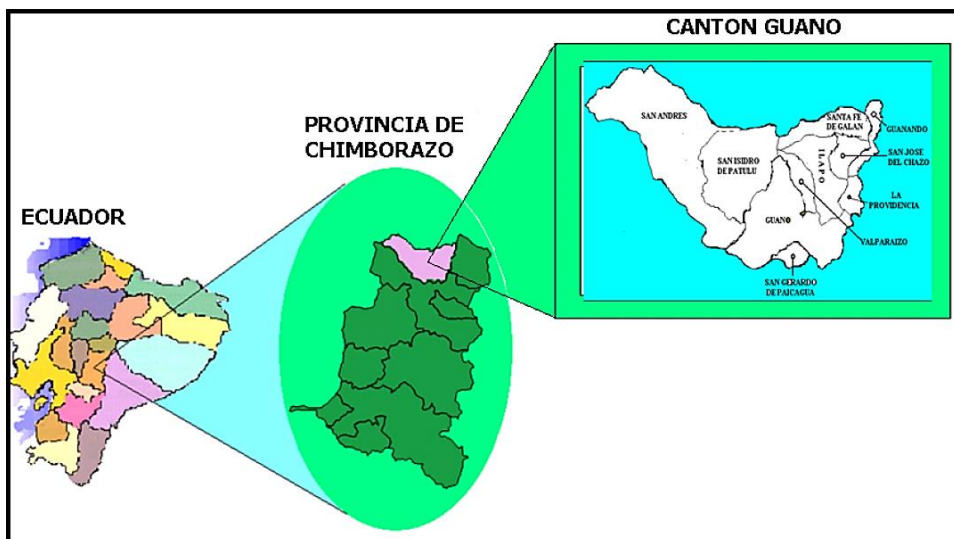 CANTON GUANO
PROVINCIA DE
CHIMBORAZO
ECUADOR
SAN ANDRES
SANTA FE
DE GALAN
GUANANDO
SAN ISIDRO
DE PATULU
ILAPO
SAN JOSE
DEL CHAZO
LA
PROVIDENCIA
GUANO
VALPARAIZO
SAN GERARDO
DE PAICAGUA